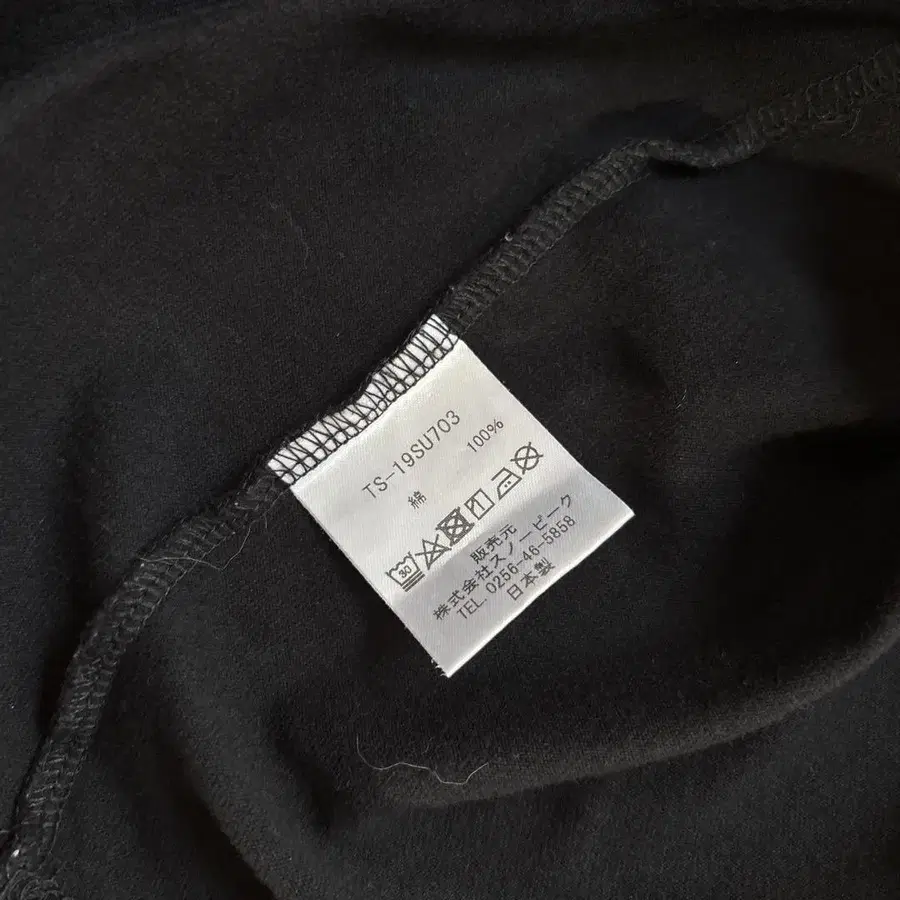 TS-19SU703
綿 100%
30
販売元
株式会社スノーピーク
TEL. 0256-46-5858
日本製